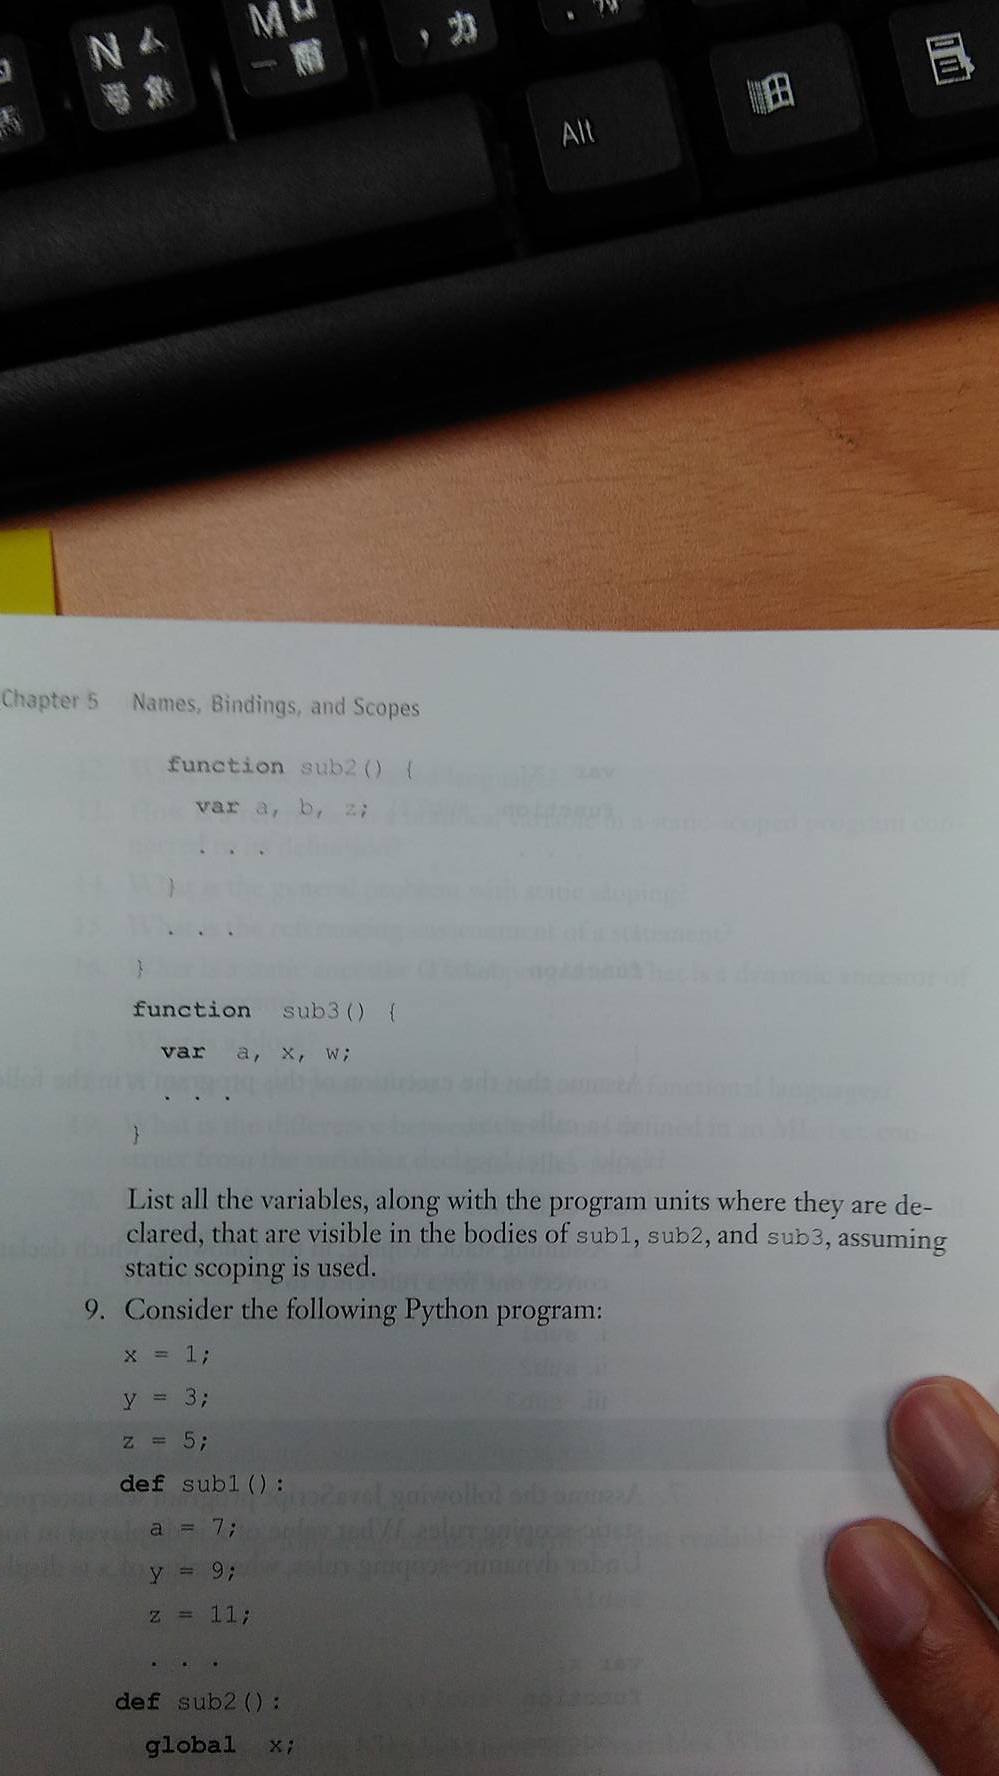 N
M
Alt
Chapter 5 Names, Bindings, and Scopes
function sub2() {
var a, b, z;
. . .
}
. . .
}
function sub3() {
var a, x, w;
. . .
}
List all the variables, along with the program units where they are de-
clared, that are visible in the bodies of sub1, sub2, and sub3, assuming
static scoping is used.
9. Consider the following Python program:
x = 1;
y = 3;
z = 5;
def sub1():
a = 7;
y = 9;
z = 11;
. . .
def sub2():
global x;